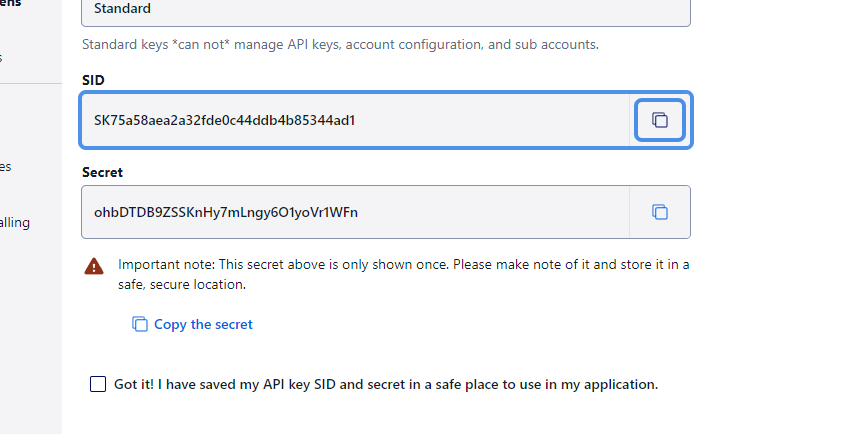 ens
Standard
Standard keys *can not* manage API keys, account configuration, and sub accounts.
s
SID
SK75a58aea2a32fde0c44ddb4b85344ad1
es
Secret
ohbDTDB9ZSSKnHy7mLngy6O1yoVr1WFn
alling
Important note: This secret above is only shown once. Please make note of it and store it in a
safe, secure location.
Copy the secret
Got it! I have saved my API key SID and secret in a safe place to use in my application.